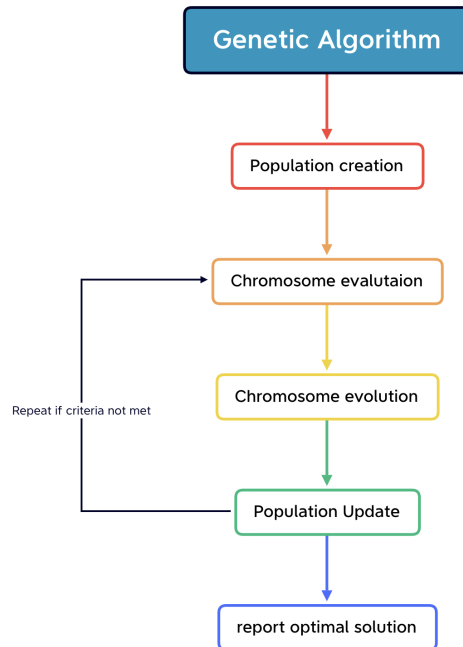 Genetic Algorithm
Population creation
Chromosome evalutaion
Chromosome evolution
Repeat if criteria not met
Population Update
report optimal solution